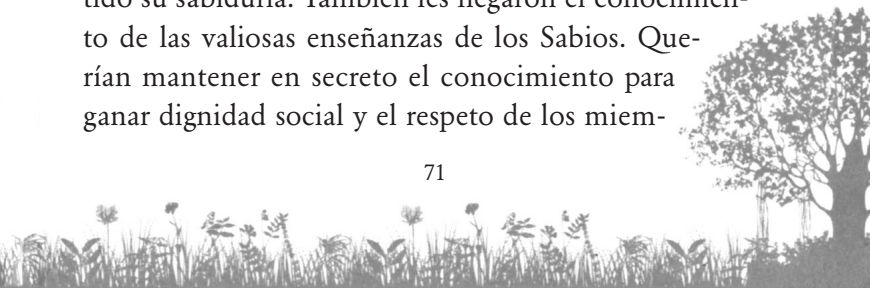 tido su sabiduría. También les negaron el conocimien-
to de las valiosas enseñanzas de los Sabios. Que-
rían mantener en secreto el conocimiento para
ganar dignidad social y el respeto de los miem-
71